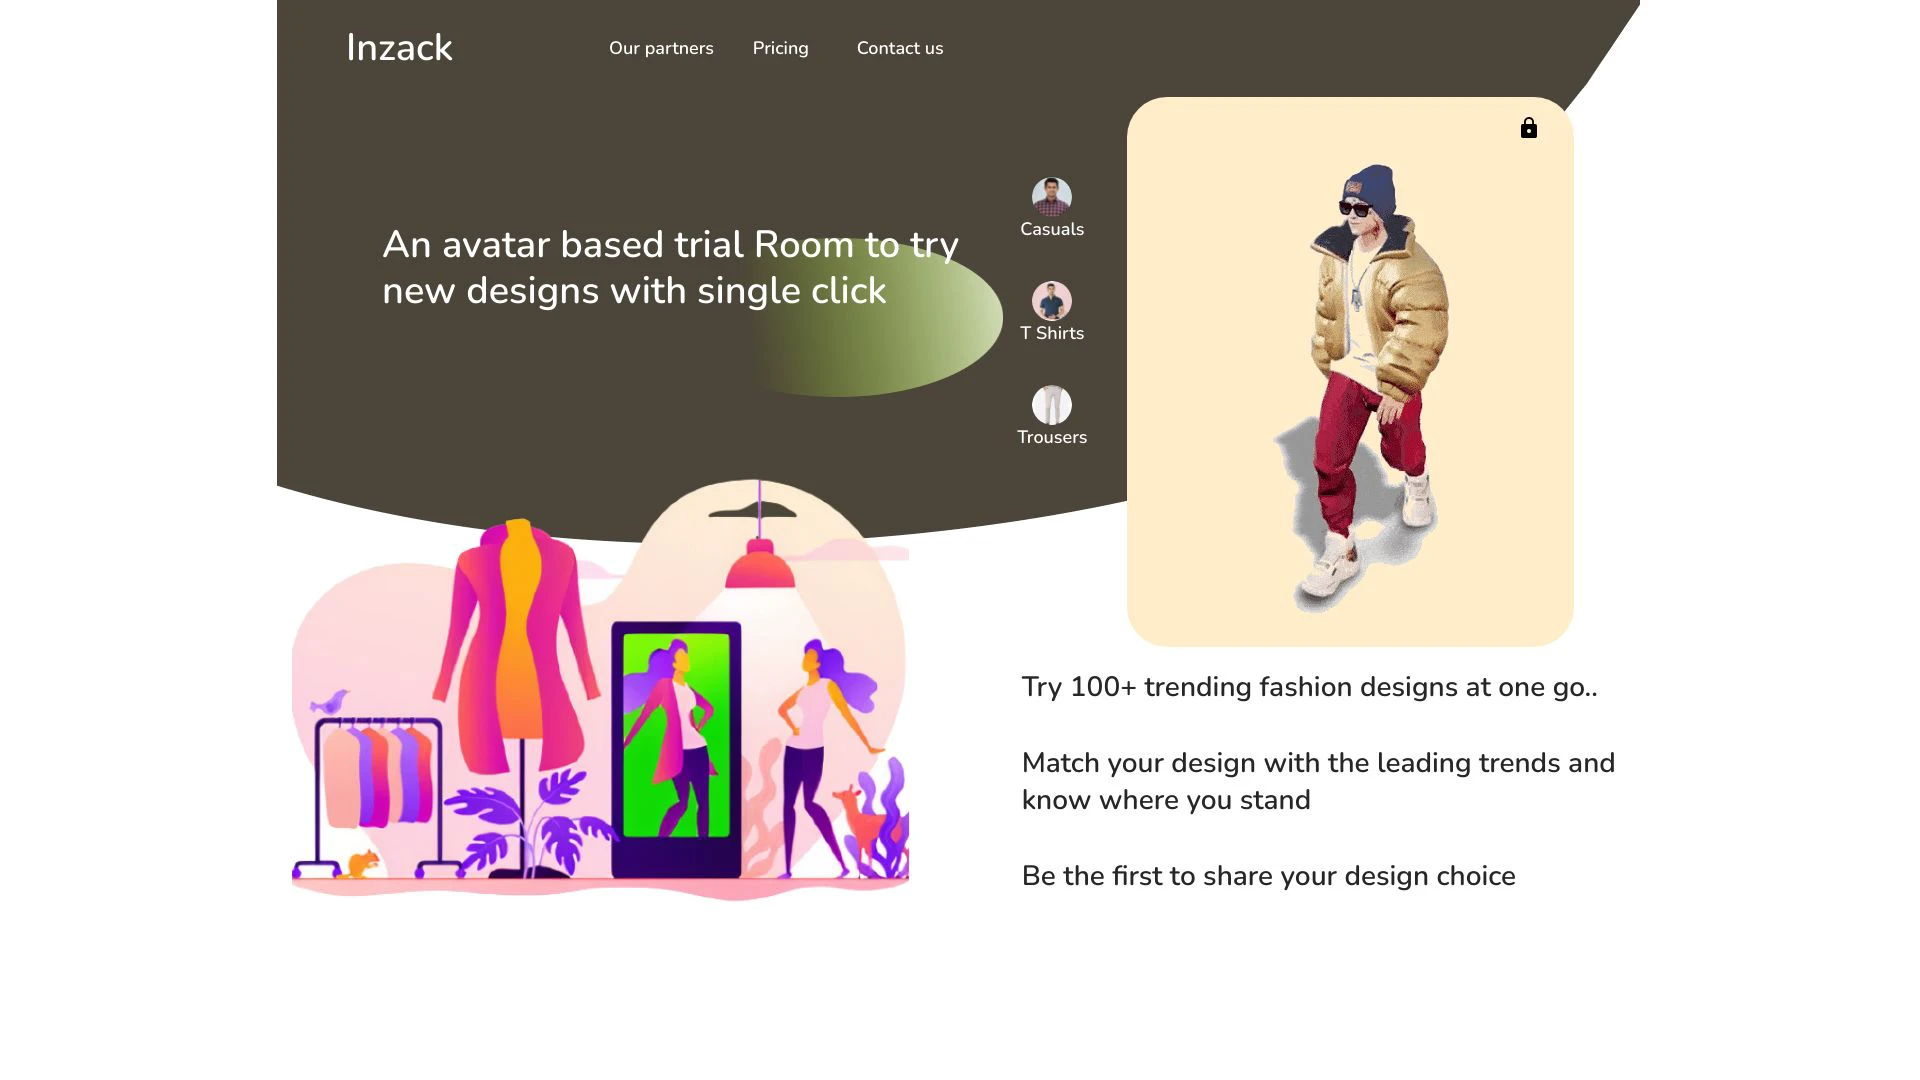 Inzack
Our partners
Pricing
Contact us
An avatar based trial Room to try
new designs with single click
Casuals
T Shirts
Trousers
Try 100+ trending fashion designs at one go..
Match your design with the leading trends and
know where you stand
Be the first to share your design choice